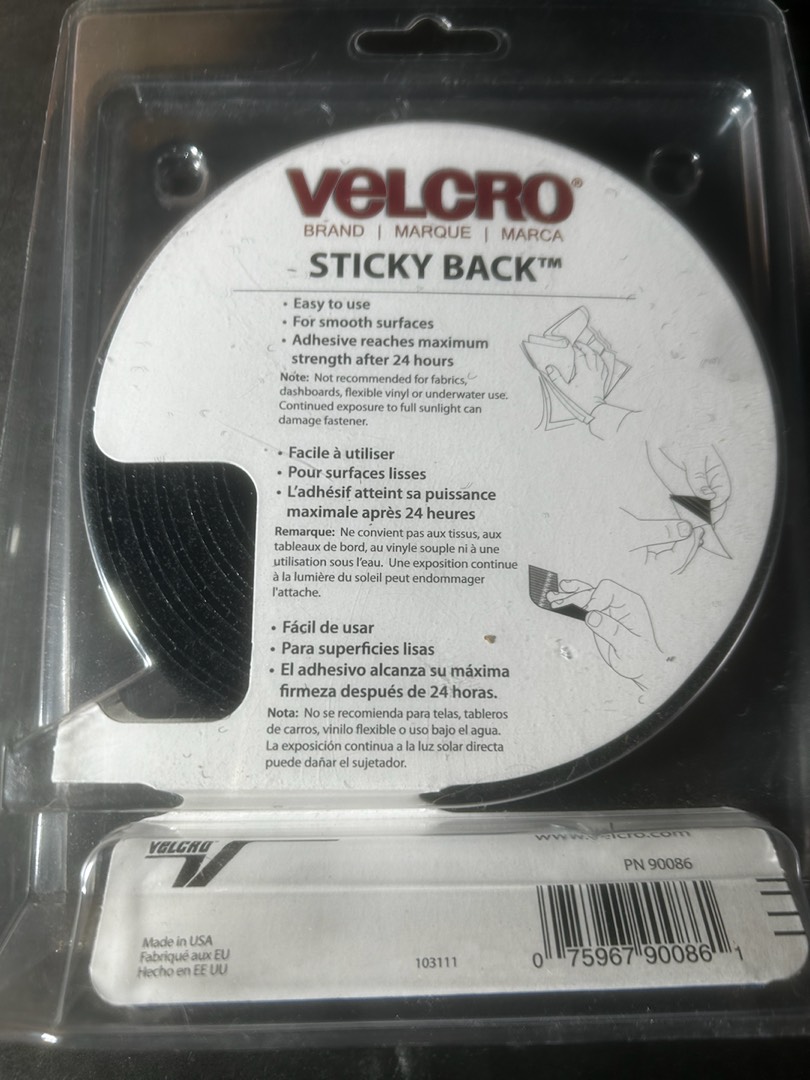 VELCRO®
BRAND | MARQUE | MARCA
STICKY BACK™
• Easy to use
• For smooth surfaces
• Adhesive reaches maximum
strength after 24 hours
Note: Not recommended for fabrics,
dashboards, flexible vinyl or underwater use.
Continued exposure to full sunlight can
damage fastener.
• Facile à utiliser
• Pour surfaces lisses
• L'adhésif atteint sa puissance
maximale après 24 heures
Remarque: Ne convient pas aux tissus, aux
tableaux de bord, au vinyle souple ni à une
utilisation sous l'eau. Une exposition continue
à la lumière du soleil peut endommager
l'attache.
• Fácil de usar
• Para superficies lisas
• El adhesivo alcanza su máxima
firmeza después de 24 horas.
Nota: No se recomienda para telas, tableros
de carros, vinilo flexible o uso bajo el agua.
La exposición continua a la luz solar directa
puede dañar el sujetador.
VELCRO
www.velcro.com
PN 90086
Made in USA
Fabriqué aux EU
Hecho en EE UU
103111
0 75967 90086 1